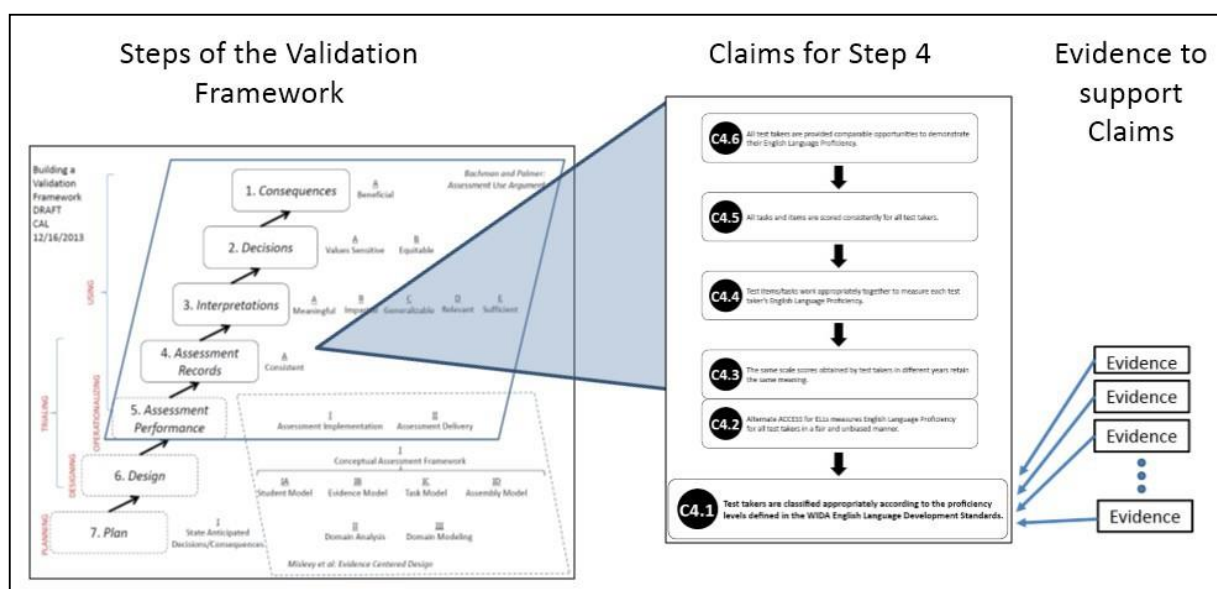 Steps of the Validation
Framework
Claims for Step 4
Evidence to
support
Claims
Building a
Validation
Framework
DRAFT
CAL
12/16/2013
Bachman and Palmer:
Assessment Use Argument
1. Consequences
A
Beneficial
2. Decisions
A
Values Sensitive
B
Equitable
3. Interpretations
A
Meaningful
B
Impartial
C
Generalizable
D
Relevant
E
Sufficient
4. Assessment
Records
A
Consistent
5. Assessment
Performance
I
Assessment Implementation
II
Assessment Delivery
6. Design
I
Conceptual Assessment Framework
IA
Student Model
IB
Evidence Model
IC
Task Model
ID
Assembly Model
7. Plan
I
State Anticipated
Decisions/Consequences
II
Domain Analysis
III
Domain Modeling
Mislevy et al: Evidence Centered Design
USING
TRIALING
OPERATIONALIZING
DESIGNING
PLANNING
C4.6
All test takers are provided comparable opportunities to demonstrate
their English Language Proficiency.
C4.5
All tasks and items are scored consistently for all test takers.
C4.4
Test items/tasks work appropriately together to measure each test
taker's English Language Proficiency.
C4.3
The same scale scores obtained by test takers in different years retain
the same meaning.
C4.2
Alternate ACCESS for ELLs measures English Language Proficiency
for all test takers in a fair and unbiased manner.
C4.1
Test takers are classified appropriately according to the proficiency
levels defined in the WIDA English Language Development Standards.
Evidence
Evidence
Evidence
Evidence